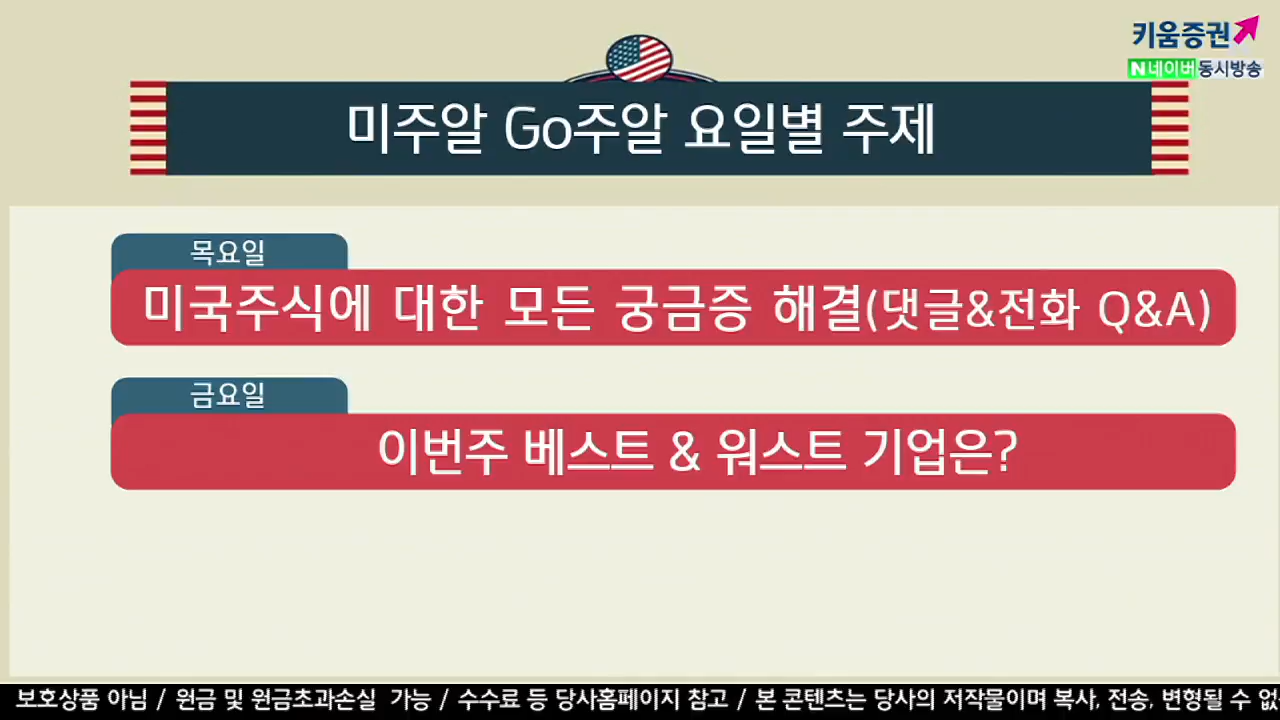 키움증권
N 네이버 동시방송
미주알 Go주알 요일별 주제
목요일
미국주식에 대한 모든 궁금증 해결(댓글&전화 Q&A)
금요일
이번주 베스트 & 워스트 기업은?
보호상품 아님 / 원금 및 원금초과손실 가능 / 수수료 등 당사홈페이지 참고 / 본 콘텐츠는 당사의 저작물이며 복사, 전송, 변형될 수 없